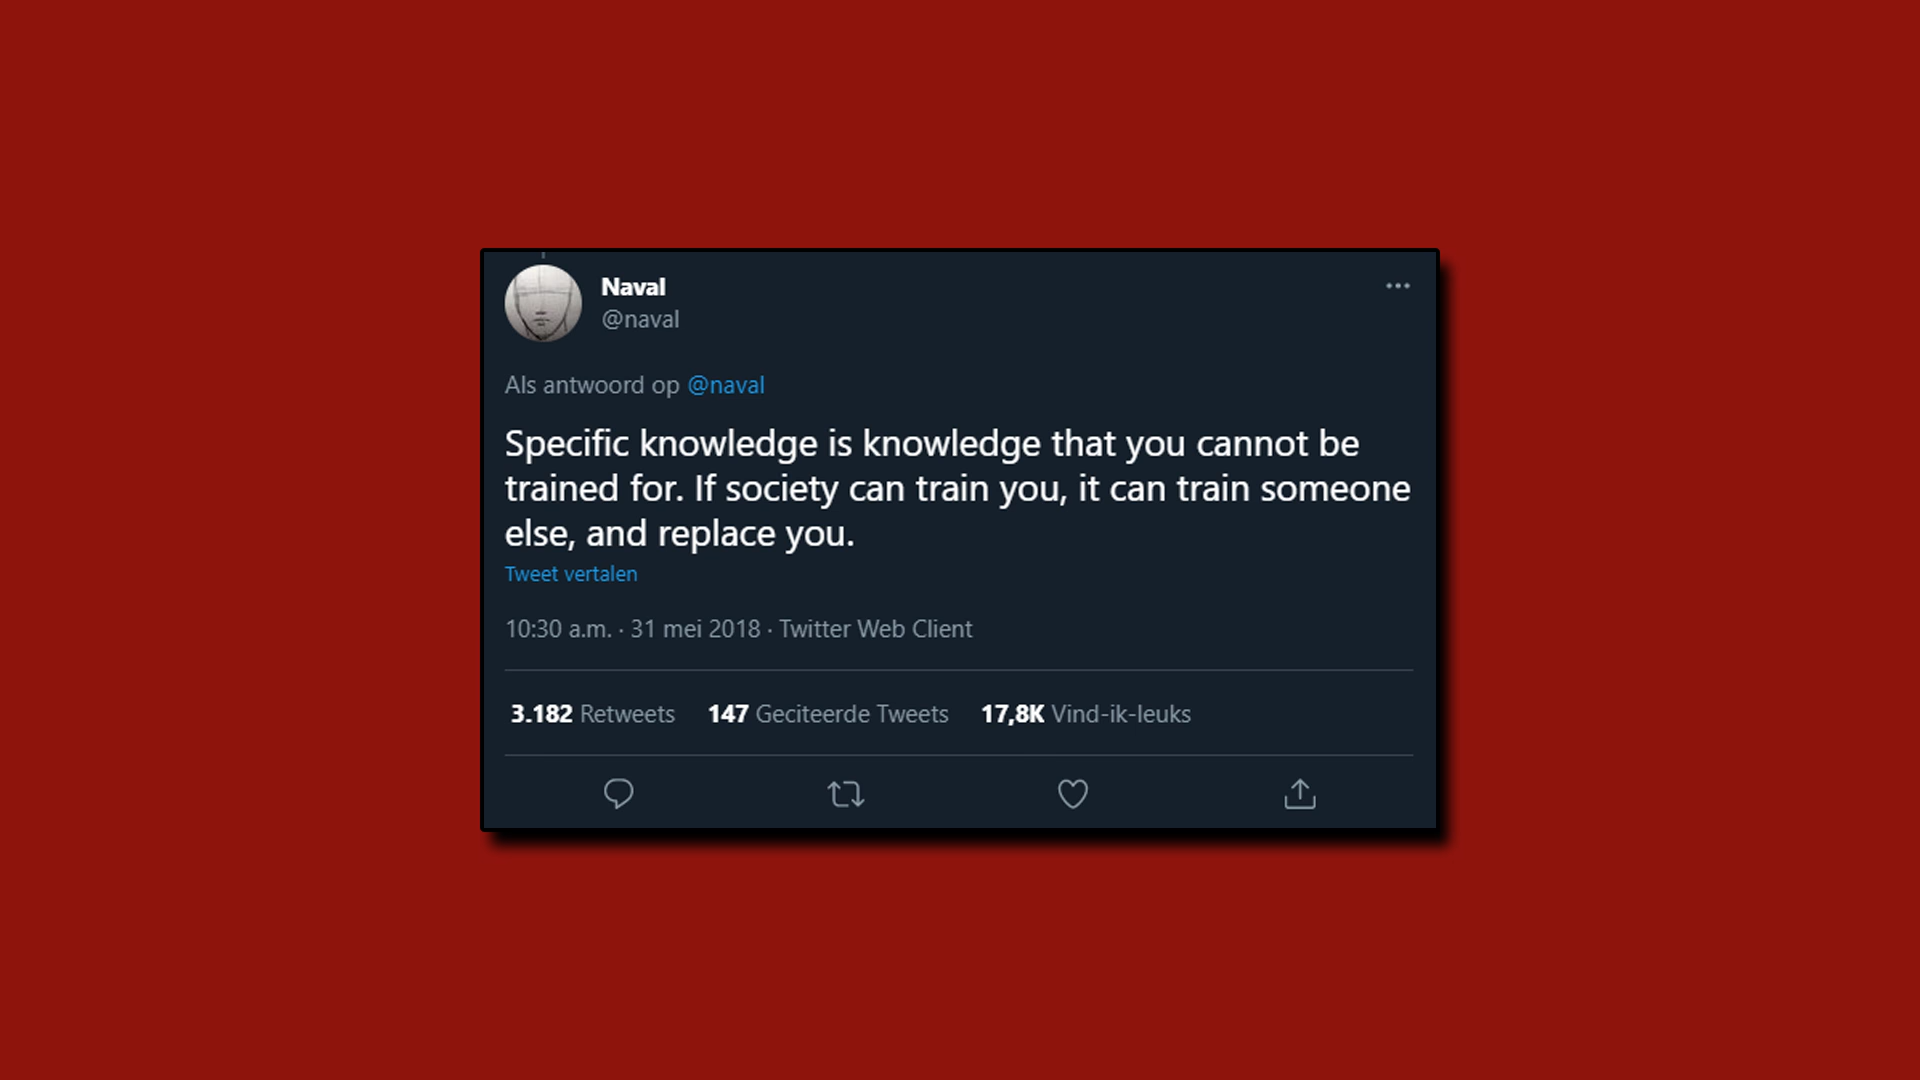 Naval
@naval
Als antwoord op @naval
Specific knowledge is knowledge that you cannot be
trained for. If society can train you, it can train someone
else, and replace you.
Tweet vertalen
10:30 a.m. · 31 mei 2018 · Twitter Web Client
3.182 Retweets 147 Geciteerde Tweets 17,8K Vind-ik-leuks